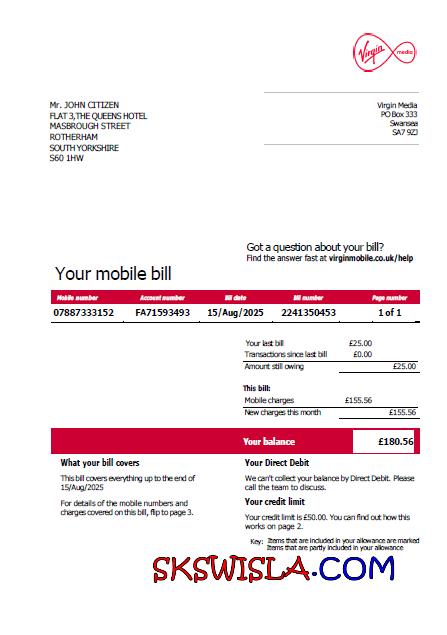 Virgin media
Mr. JOHN CITIZEN
FLAT 3,THE QUEENS HOTEL
MASBROUGH STREET
ROTHERHAM
SOUTH YORKSHIRE
S60 1HW
Virgin Media
PO Box 333
Swansea
SA7 9ZJ
Got a question about your bill?
Find the answer fast at virginmobile.co.uk/help
Your mobile bill
Mobile number Account number Bill date Bill number Page number
07887333152 FA71593493 15/Aug/2025 2241350453 1 of 1
Your last bill £25.00
Transactions since last bill £0.00
Amount still owing £25.00
This bill:
Mobile charges £155.56
New charges this month £155.56
Your balance £180.56
What your bill covers
This bill covers everything up to the end of
15/Aug/2025
For details of the mobile numbers and
charges covered on this bill, flip to page 3.
Your Direct Debit
We can't collect your balance by Direct Debit. Please
call the team to discuss.
Your credit limit
Your credit limit is £50.00. You can find out how this
works on page 2.
Key: Items that are included in your allowance are marked
Items that are partly included in your allowance
SKSWISLA.COM